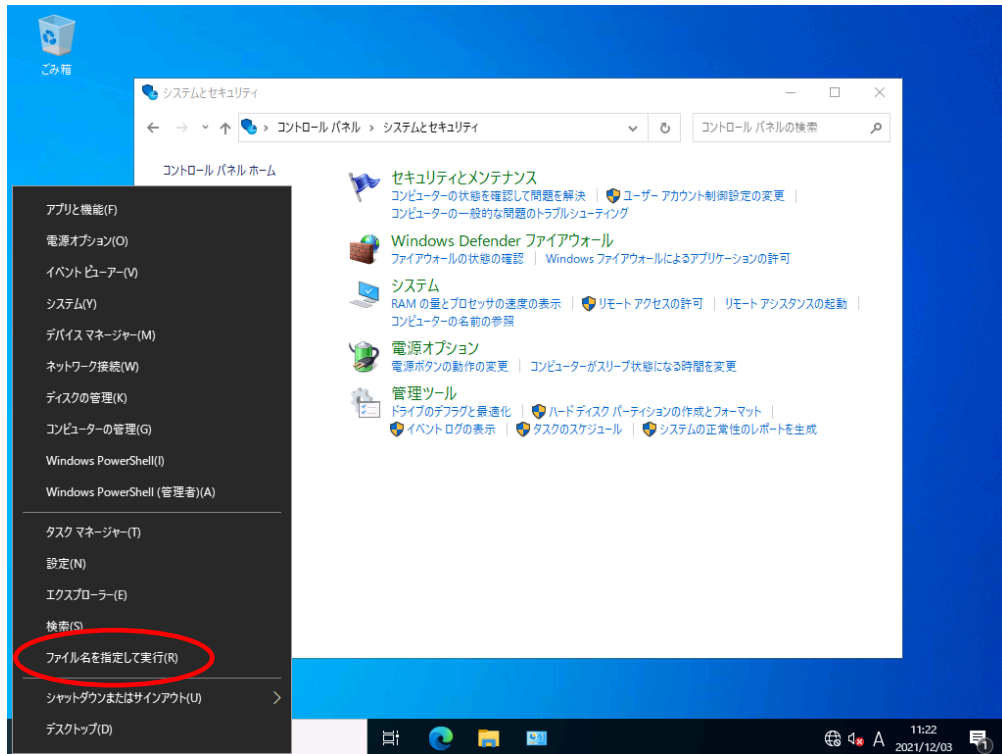 ごみ箱
システムとセキュリティ
コントロール パネル › システムとセキュリティ
コントロール パネルの検索
コントロール パネル ホーム
セキュリティとメンテナンス
コンピューターの状態を確認して問題を解決
ユーザー アカウント制御設定の変更
コンピューターの一般的な問題のトラブルシューティング
Windows Defender ファイアウォール
ファイアウォールの状態の確認
Windows ファイアウォールによるアプリケーションの許可
システム
RAM の量とプロセッサの速度の表示
リモート アクセスの許可
リモート アシスタンスの起動
コンピューターの名前の参照
電源オプション
電源ボタンの動作の変更
コンピューターがスリープ状態になる時間を変更
管理ツール
ドライブのデフラグと最適化
ハード ディスク パーティションの作成とフォーマット
イベント ログの表示
タスクのスケジュール
システムの正常性のレポートを生成
アプリと機能(F)
電源オプション(O)
イベント ビューアー(V)
システム(Y)
デバイス マネージャー(M)
ネットワーク接続(W)
ディスクの管理(K)
コンピューターの管理(G)
Windows PowerShell(I)
Windows PowerShell (管理者)(A)
タスク マネージャー(T)
設定(N)
エクスプローラー(E)
検索(S)
ファイル名を指定して実行(R)
シャットダウンまたはサインアウト(U)
デスクトップ(D)
A
11:22
2021/12/03
1